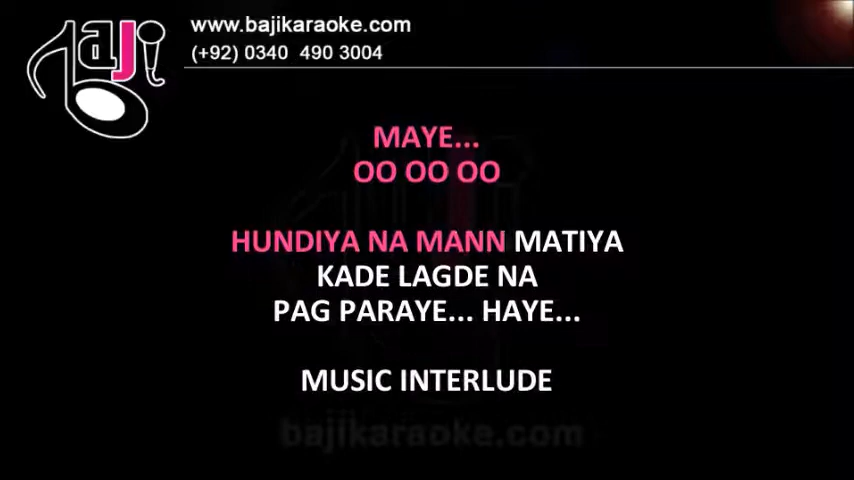 www.bajikaraoke.com
(+92) 0340 490 3004
baji
MAYE...
OO OO OO
HUNDIYA NA MANN MATIYA
KADE LAGDE NA
PAG PARAYE... HAYE...
MUSIC INTERLUDE
bajikaraoke.com